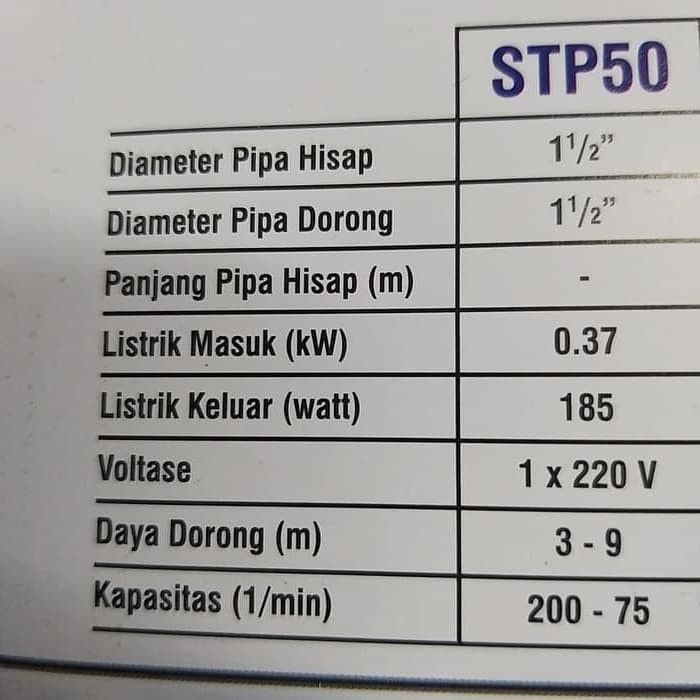 STP50
Diameter Pipa Hisap 1 1/2”
Diameter Pipa Dorong 1 1/2”
Panjang Pipa Hisap (m) -
Listrik Masuk (kW) 0.37
Listrik Keluar (watt) 185
Voltase 1 x 220 V
Daya Dorong (m) 3 - 9
Kapasitas (1/min) 200 - 75